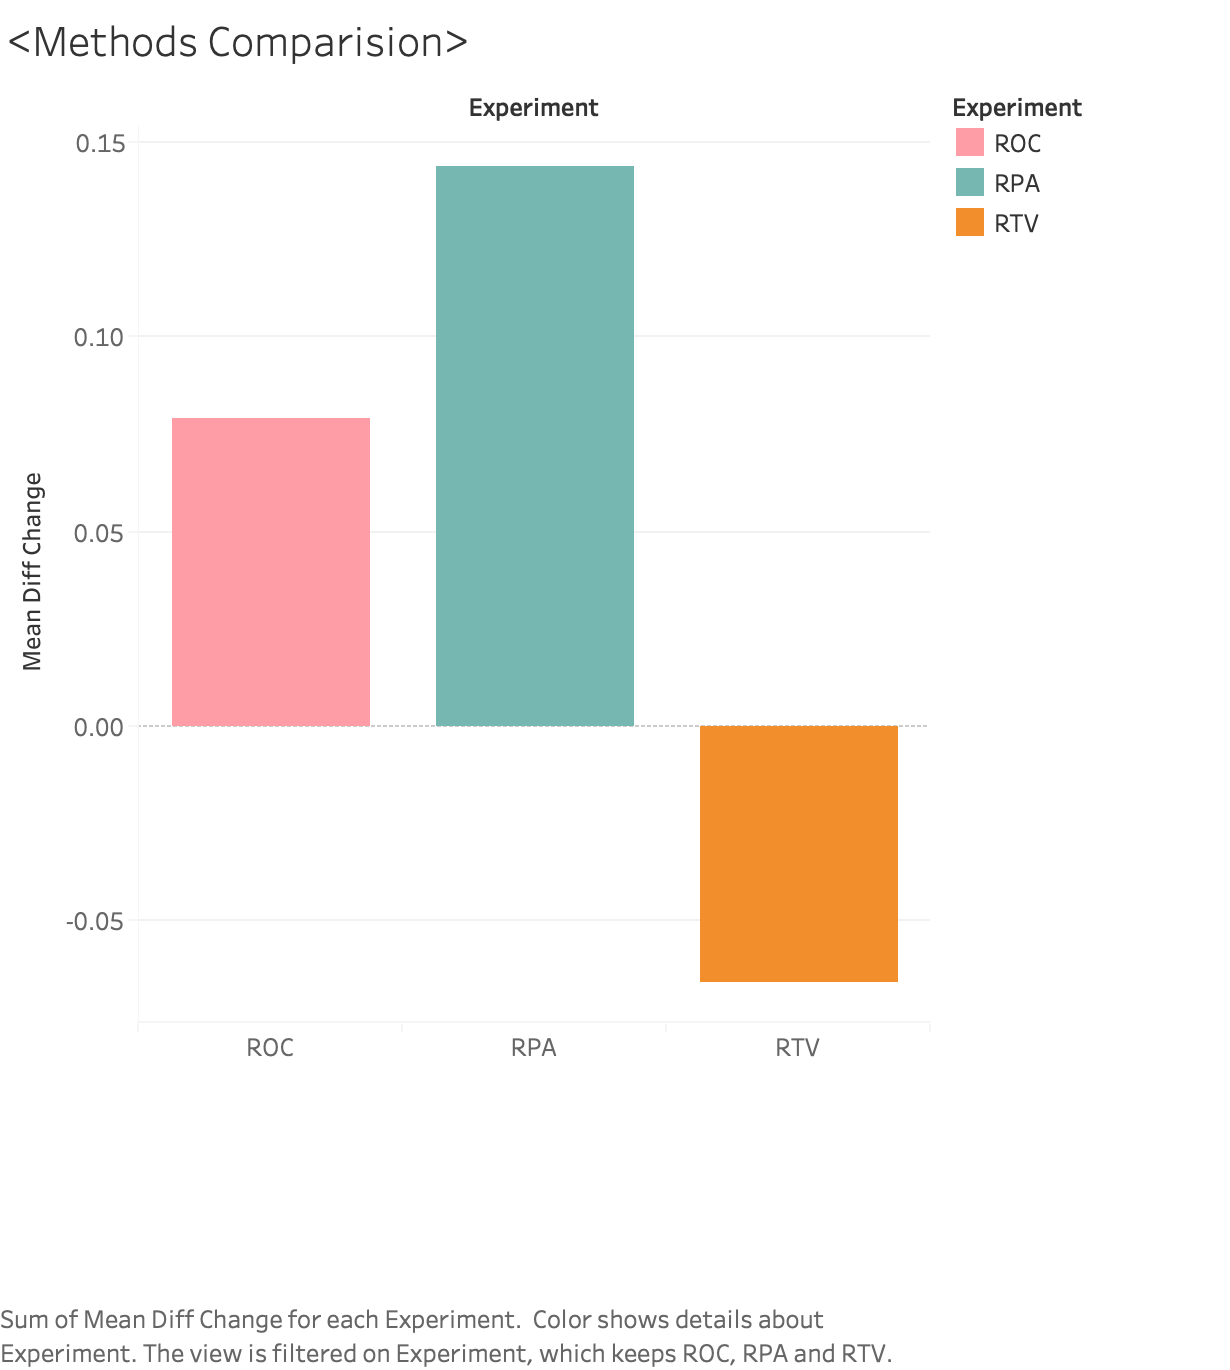 <Methods Comparision>
Experiment
Experiment
ROC
RPA
RTV
0.15
0.10
0.05
0.00
-0.05
Mean Diff Change
ROC
RPA
RTV
Sum of Mean Diff Change for each Experiment.  Color shows details about
Experiment. The view is filtered on Experiment, which keeps ROC, RPA and RTV.